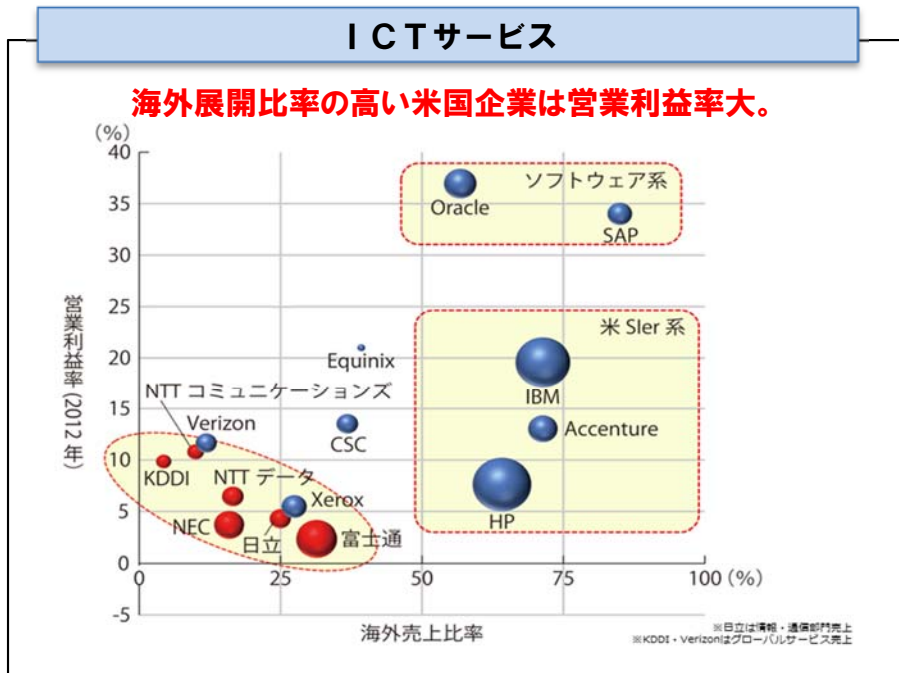 ICTサービス
海外展開比率の高い米国企業は営業利益率大。
(%)
40
35
30
25
20
15
10
5
0
-5
営業利益率(2012年)
ソフトウェア系
Oracle
SAP
米 SIer 系
Equinix
IBM
NTT コミュニケーションズ
Verizon
CSC
Accenture
KDDI
NTT データ
Xerox
HP
NEC
日立
富士通
0
25
50
75
100 (%)
海外売上比率
※日立は情報・通信部門売上
※KDDI・Verizonはグローバルサービス売上